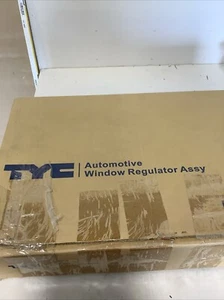 TYC
Automotive
Window Regulator Assy